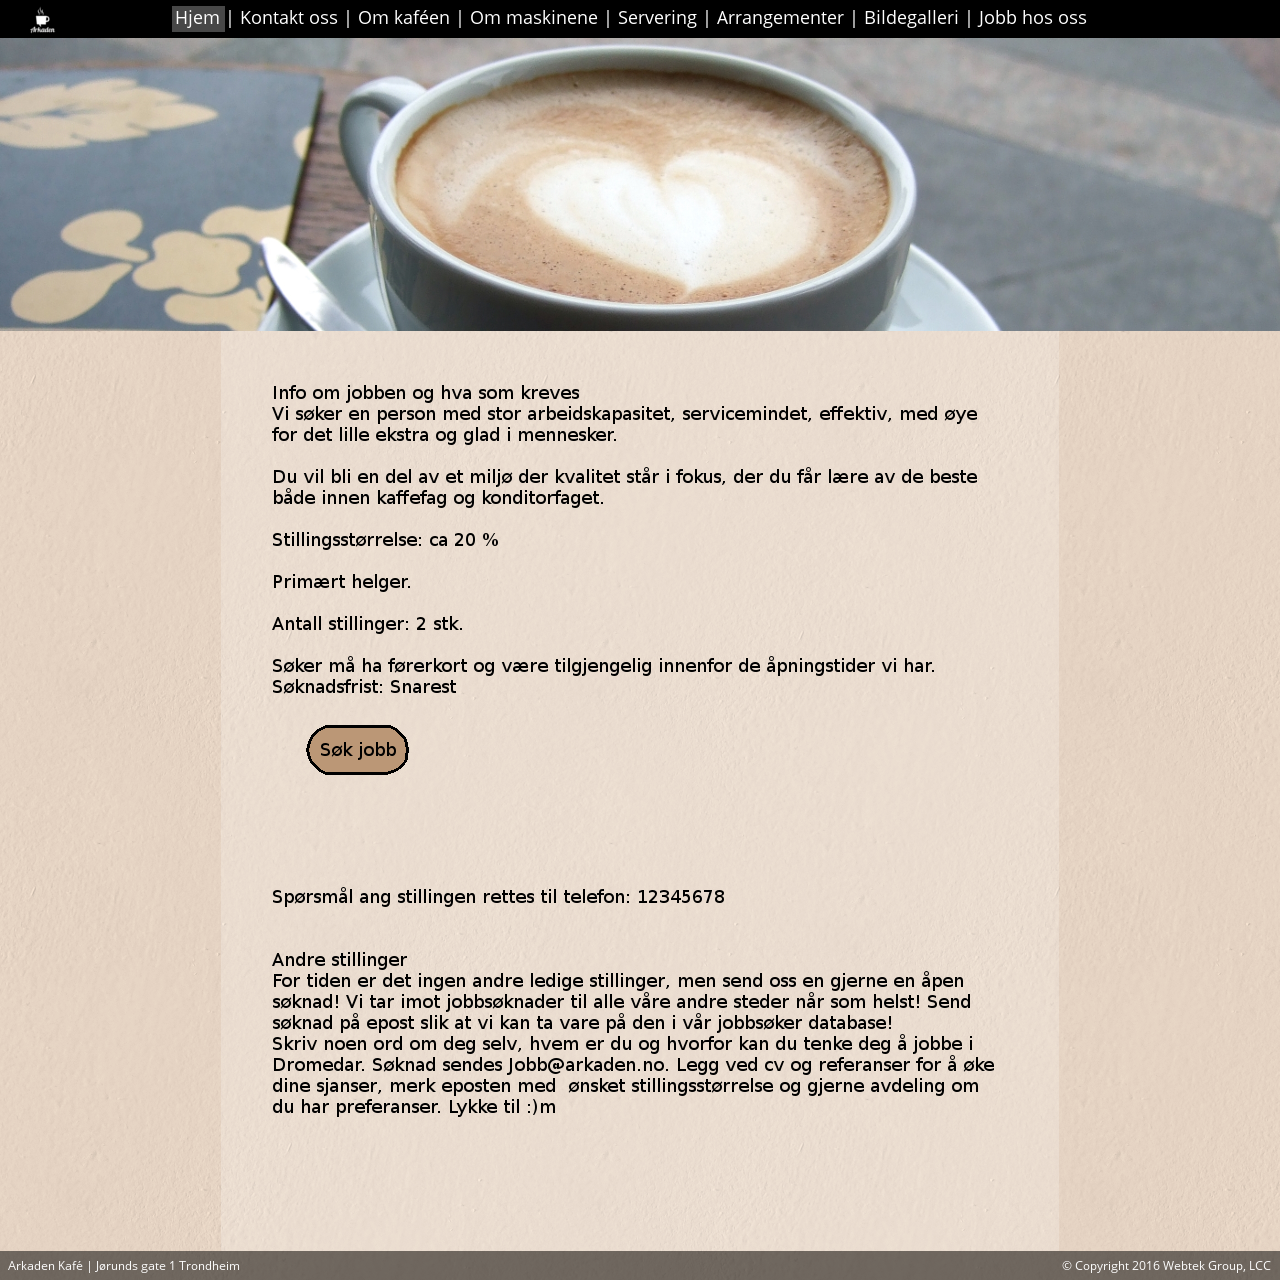 Arkaden
Hjem | Kontakt oss | Om kaféen | Om maskinene | Servering | Arrangementer | Bildegalleri | Jobb hos oss
Info om jobben og hva som kreves
Vi søker en person med stor arbeidskapasitet, servicemindet, effektiv, med øye
for det lille ekstra og glad i mennesker.
Du vil bli en del av et miljø der kvalitet står i fokus, der du får lære av de beste
både innen kaffefag og konditorfaget.
Stillingsstørrelse: ca 20 %
Primært helger.
Antall stillinger: 2 stk.
Søker må ha førerkort og være tilgjengelig innenfor de åpningstider vi har.
Søknadsfrist: Snarest
Søk jobb
Spørsmål ang stillingen rettes til telefon: 12345678
Andre stillinger
For tiden er det ingen andre ledige stillinger, men send oss en gjerne en åpen
søknad! Vi tar imot jobbsøknader til alle våre andre steder når som helst! Send
søknad på epost slik at vi kan ta vare på den i vår jobbsøker database!
Skriv noen ord om deg selv, hvem er du og hvorfor kan du tenke deg å jobbe i
Dromedar. Søknad sendes Jobb@arkaden.no. Legg ved cv og referanser for å øke
dine sjanser, merk eposten med  ønsket stillingsstørrelse og gjerne avdeling om
du har preferanser. Lykke til :)m
Arkaden Kafé | Jørunds gate 1 Trondheim
© Copyright 2016 Webtek Group, LCC